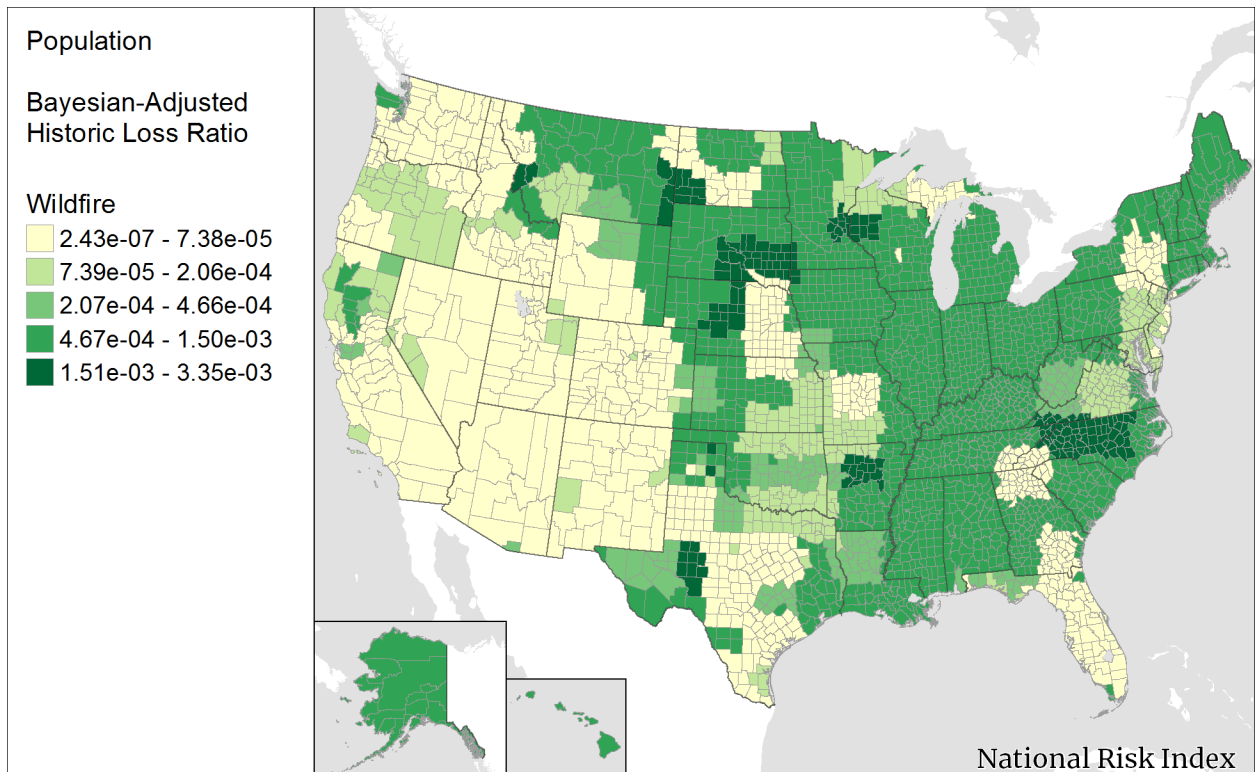 Population
Bayesian-Adjusted
Historic Loss Ratio
Wildfire
2.43e-07 - 7.38e-05
7.39e-05 - 2.06e-04
2.07e-04 - 4.66e-04
4.67e-04 - 1.50e-03
1.51e-03 - 3.35e-03
National Risk Index